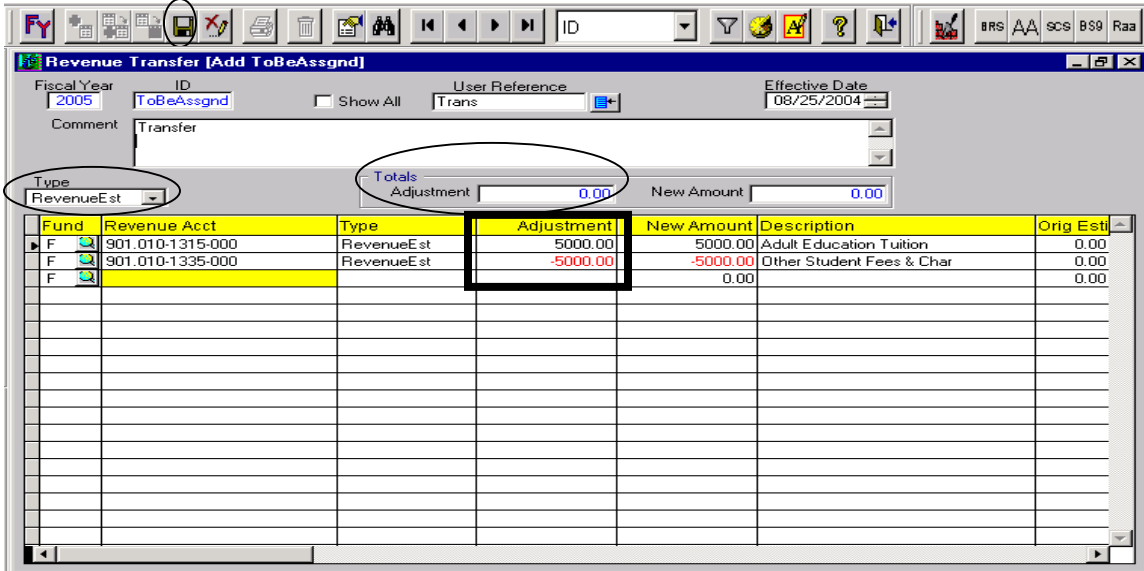 FY ID BRS AA SCS BS9 Raa
Revenue Transfer [Add ToBeAssgnd]
Fiscal Year ID User Reference Effective Date
2005 ToBeAssgnd Show All Trans 08/25/2004
Comment Transfer
Type Totals
RevenueEst Adjustment 0.00 New Amount 0.00
Fund Revenue Acct Type Adjustment New Amount Description Orig Esti
F 901.010-1315-000 RevenueEst 5000.00 5000.00 Adult Education Tuition 0.00
F 901.010-1335-000 RevenueEst -5000.00 -5000.00 Other Student Fees & Char 0.00
F 0.00 0.00